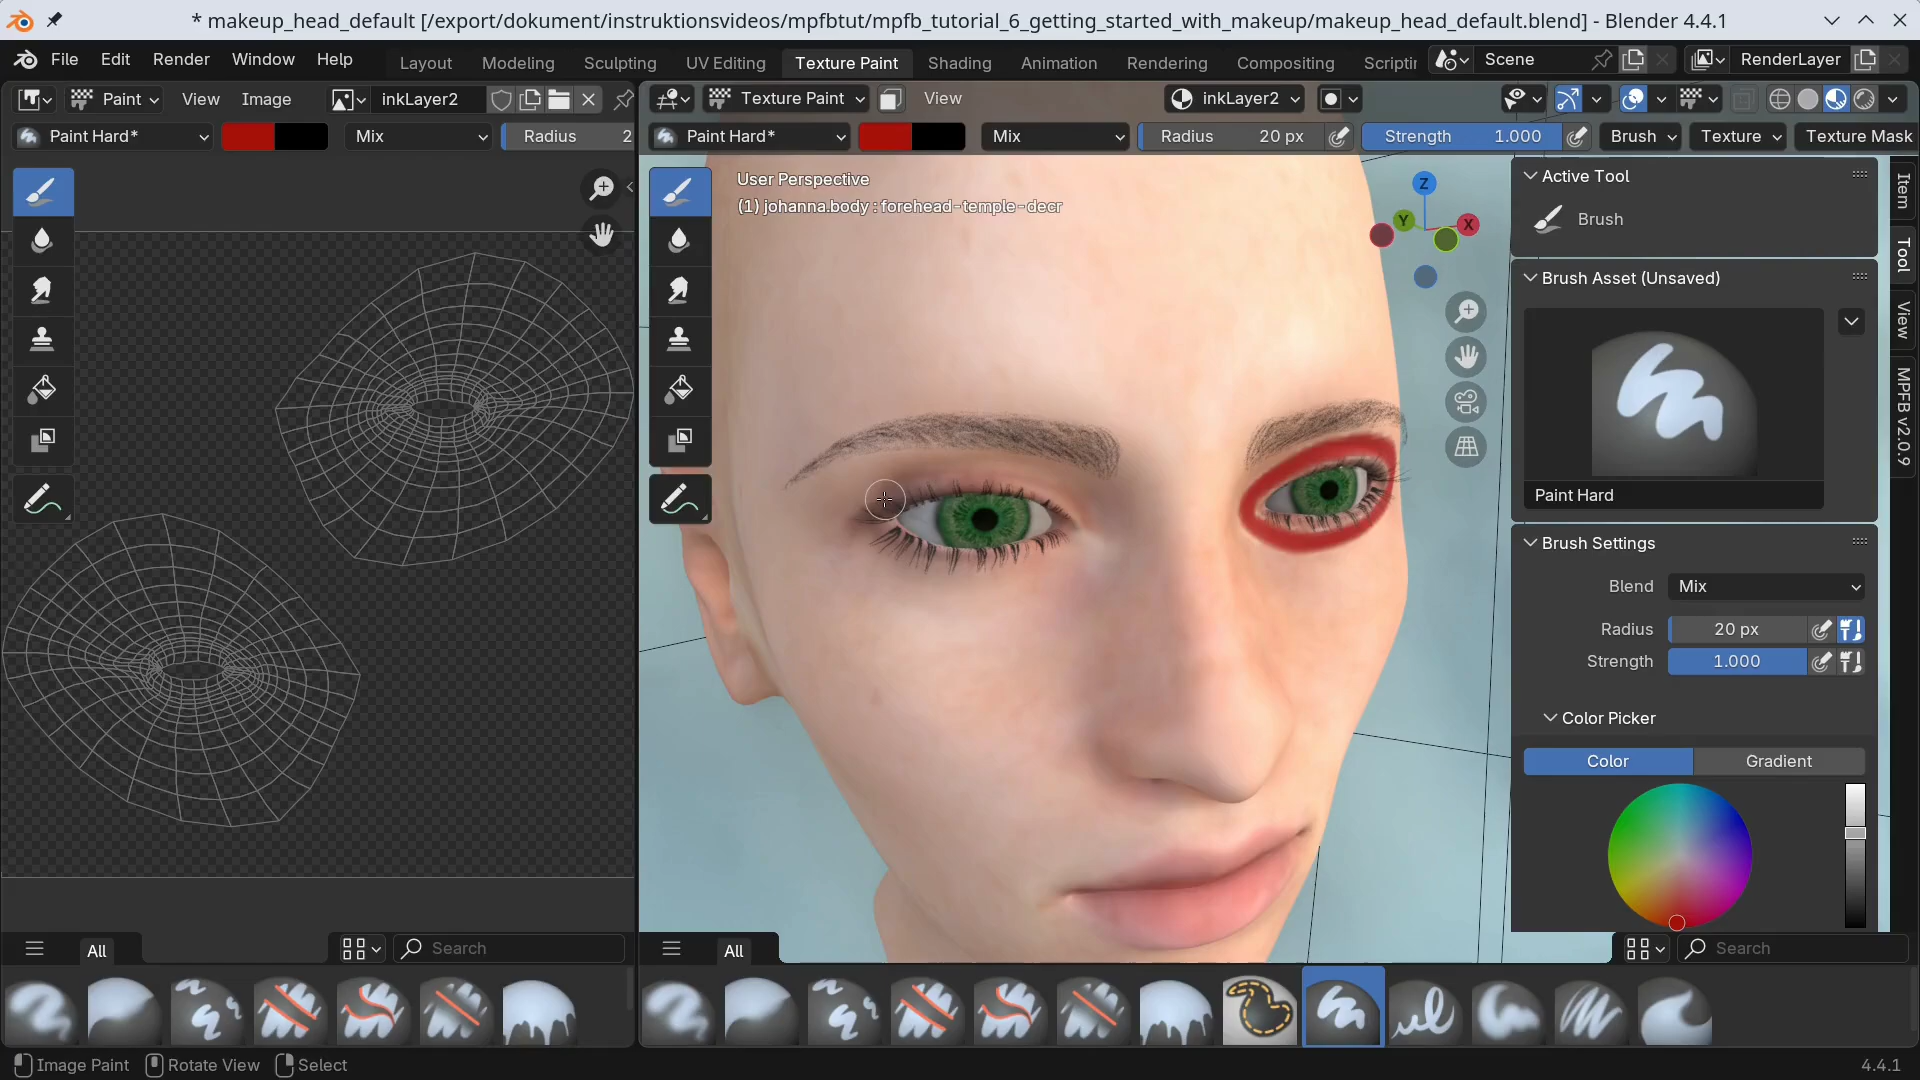 * makeup_head_default [/export/dokument/instruktionsvideos/mpfbtut/mpfb_tutorial_6_getting_started_with_makeup/makeup_head_default.blend] - Blender 4.4.1
File Edit Render Window Help Layout Modeling Sculpting UV Editing Texture Paint Shading Animation Rendering Compositing Scriptin Scene RenderLayer
Paint View Image inkLayer2 Texture Paint View inkLayer2
Paint Hard* Mix Radius 2 Paint Hard* Mix Radius 20 px Strength 1.000 Brush Texture Texture Mask
User Perspective
(1) johanna.body : forehead-temple-decr
Z
Y
X
Active Tool
Brush
Brush Asset (Unsaved)
Paint Hard
Brush Settings
Blend Mix
Radius 20 px
Strength 1.000
Color Picker
Color Gradient
Item
Tool
View
MPFB v2.0.9
All Search All Search
Image Paint Rotate View Select 4.4.1